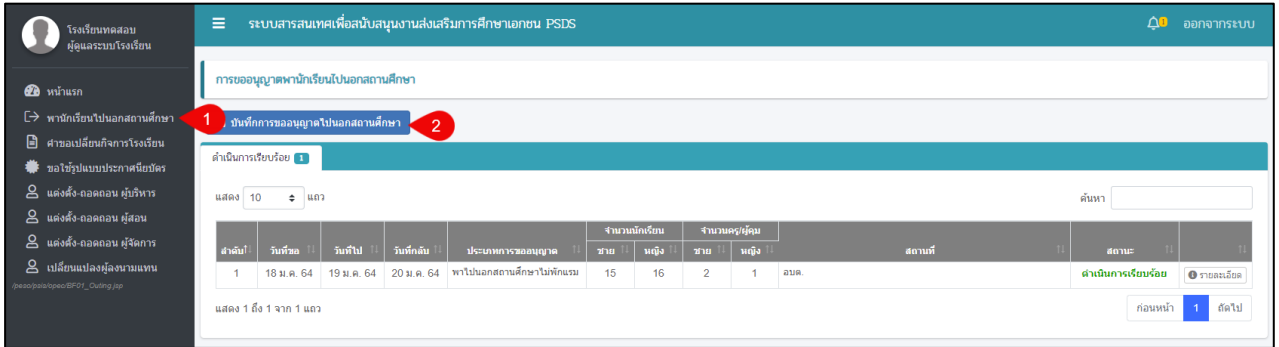 โรงเรียนทดสอบ
ผู้ดูแลระบบโรงเรียน
ระบบสารสนเทศเพื่อสนับสนุนงานส่งเสริมการศึกษาเอกชน PSDS
ออกจากระบบ
หน้าแรก
พานักเรียนไปนอกสถานศึกษา
คำขอเปลี่ยนกิจการโรงเรียน
ขอใช้รูปแบบประกาศนียบัตร
แต่งตั้ง-ถอดถอน ผู้บริหาร
แต่งตั้ง-ถอดถอน ผู้สอน
แต่งตั้ง-ถอดถอน ผู้จัดการ
เปลี่ยนแปลงผู้ลงนามแทน
/peso/psis/opec/BF01_Outing.jsp
การขออนุญาตพานักเรียนไปนอกสถานศึกษา
1 บันทึกการขออนุญาตไปนอกสถานศึกษา 2
ดำเนินการเรียบร้อย 1
แสดง 10 แถว
ค้นหา
จำนวนนักเรียน จำนวนครู/ผู้คุม
ลำดับ วันที่ขอ วันที่ไป วันที่กลับ ประเภทการขออนุญาต ชาย หญิง ชาย หญิง สถานที่ สถานะ
1 18 ม.ค. 64 19 ม.ค. 64 20 ม.ค. 64 พาไปนอกสถานศึกษาไม่พักแรม 15 16 2 1 อบต. ดำเนินการเรียบร้อย รายละเอียด
แสดง 1 ถึง 1 จาก 1 แถว
ก่อนหน้า 1 ถัดไป